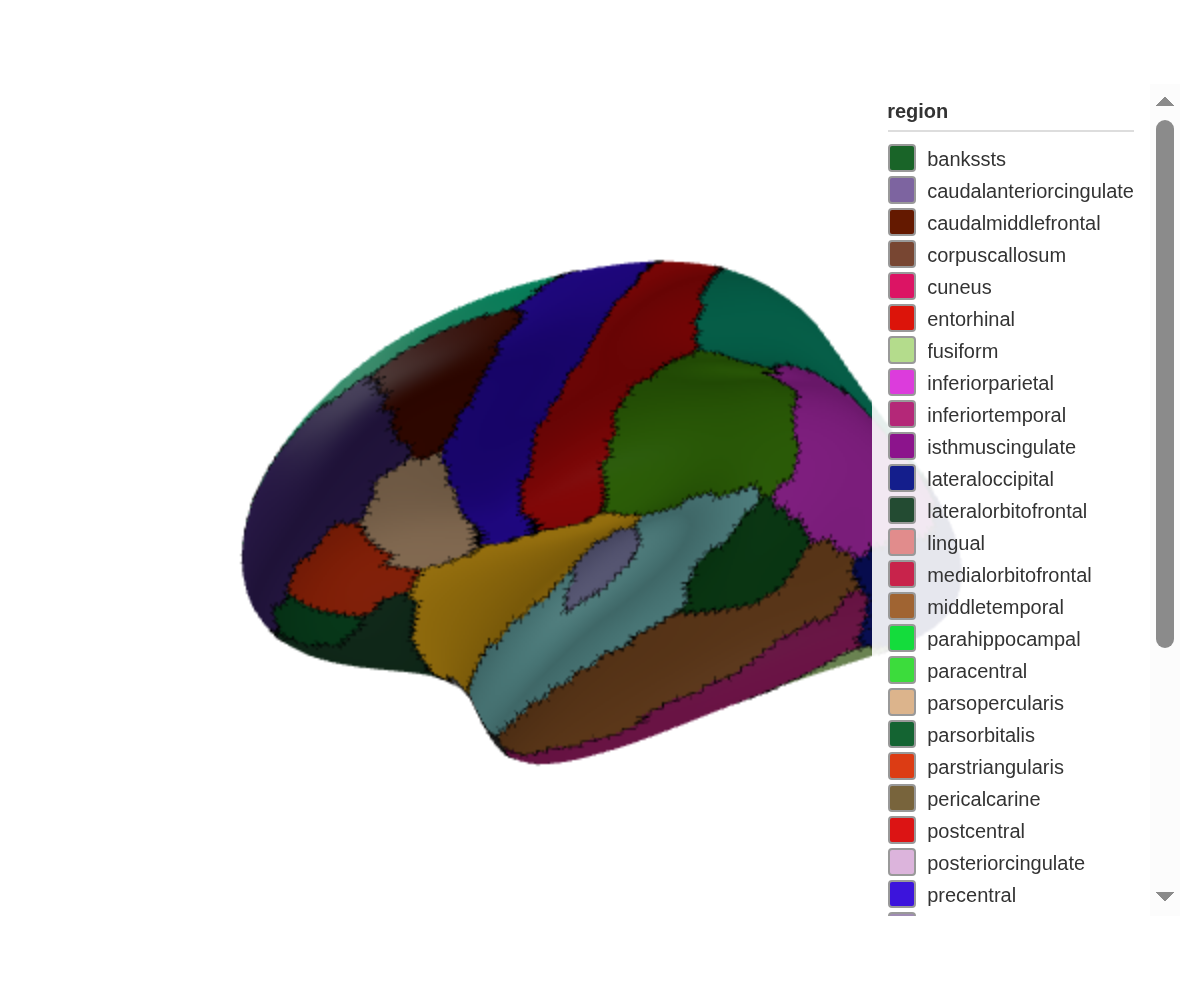 region
bankssts
caudalanteriorcingulate
caudalmiddlefrontal
corpuscallosum
cuneus
entorhinal
fusiform
inferiorparietal
inferiortemporal
isthmuscingulate
lateraloccipital
lateralorbitofrontal
lingual
medialorbitofrontal
middletemporal
parahippocampal
paracentral
parsopercularis
parsorbitalis
parstriangularis
pericalcarine
postcentral
posteriorcingulate
precentral